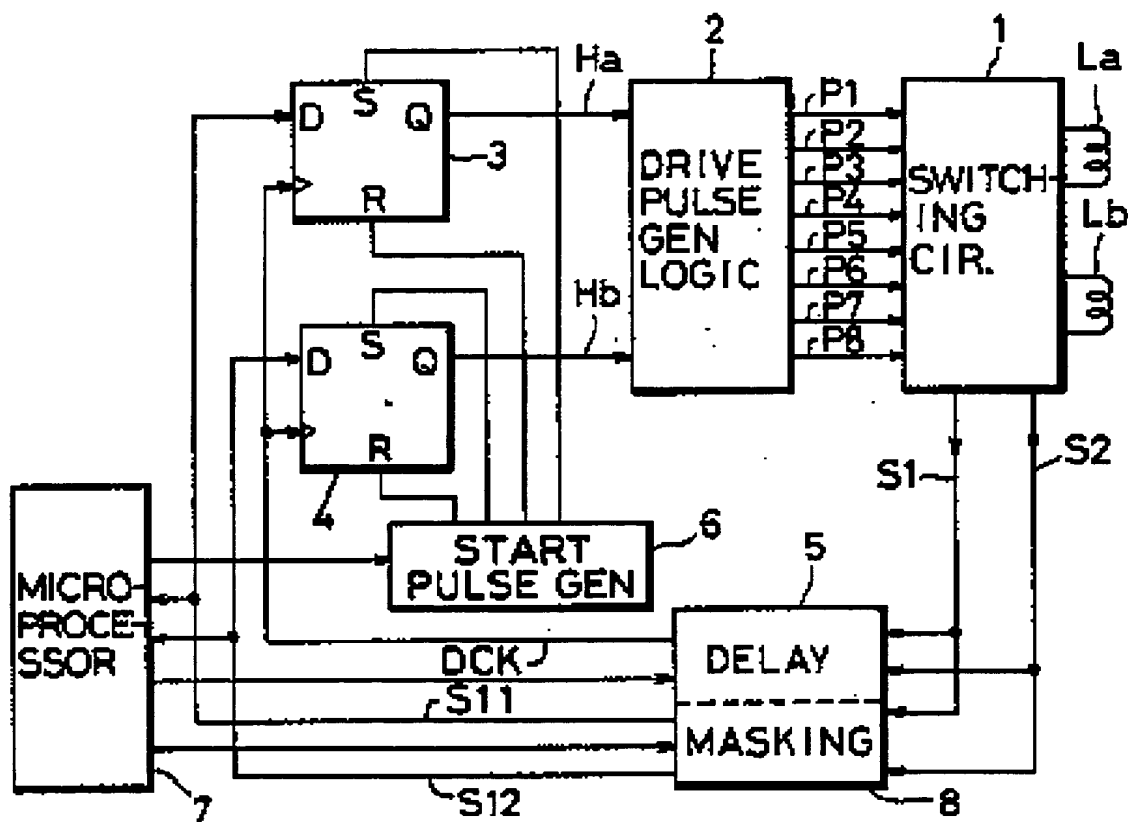 2
1
Ha
La
S
D
Q
3
R
P1
P2
P3
P4
P5
P6
P7
P8
DRIVE
PULSE
GEN
LOGIC
SWITCH-
ING
CIR.
Lb
Hb
S
D
Q
R
4
S1
S2
START
PULSE GEN
6
5
MICRO-
PROCE-
SSOR
DCK
DELAY
S11
MASKING
7
S12
8